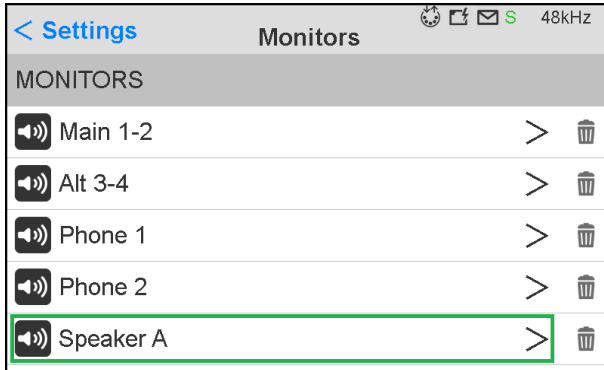 < Settings
Monitors
S 48kHz
MONITORS
Main 1-2 >
Alt 3-4 >
Phone 1 >
Phone 2 >
Speaker A >